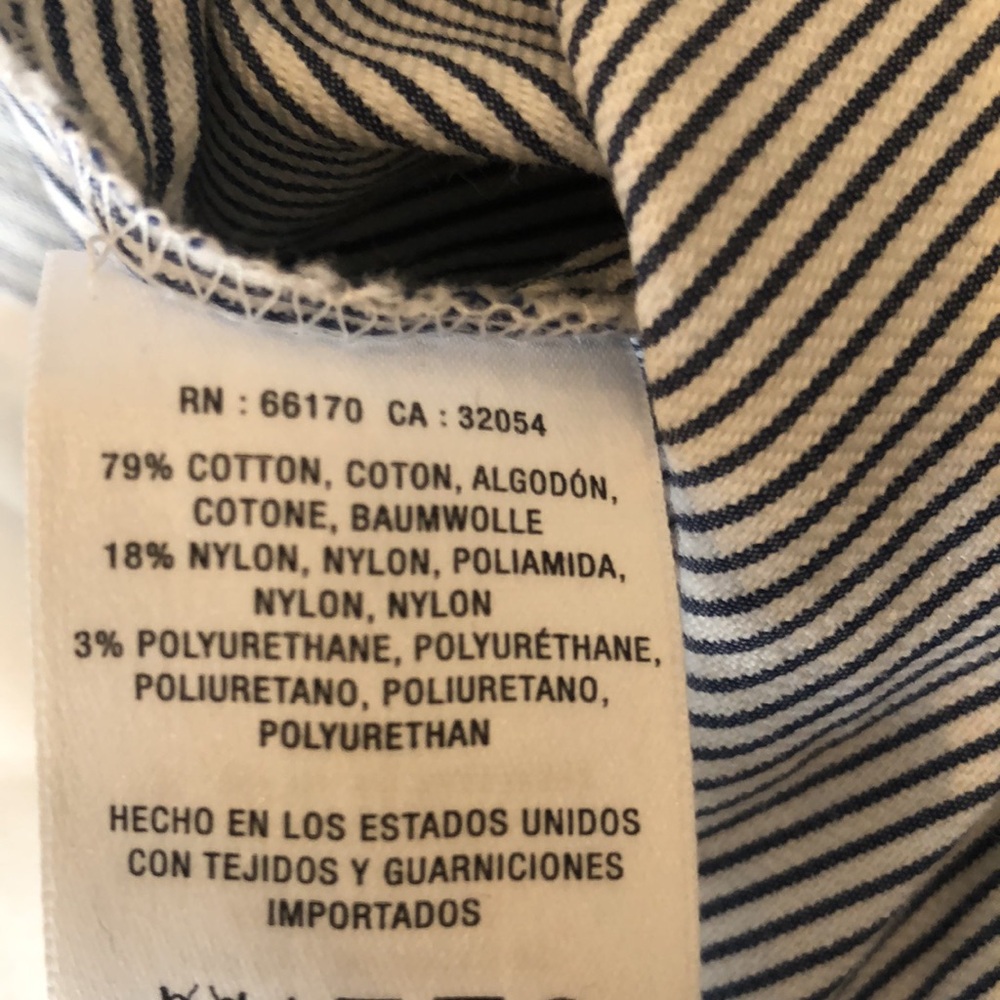 RN : 66170 CA : 32054
79% COTTON, COTON, ALGODÓN,
COTONE, BAUMWOLLE
18% NYLON, NYLON, POLIAMIDA,
NYLON, NYLON
3% POLYURETHANE, POLYURÉTHANE,
POLIURETANO, POLIURETANO,
POLYURETHAN
HECHO EN LOS ESTADOS UNIDOS
CON TEJIDOS Y GUARNICIONES
IMPORTADOS